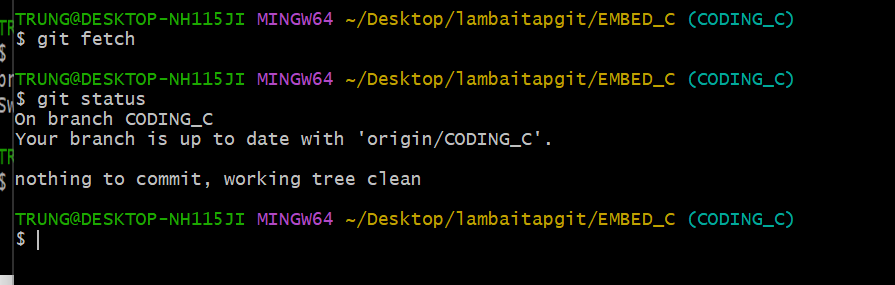 TRUNG@DESKTOP-NH115JI MINGW64 ~/Desktop/lambaitapgit/EMBED_C (CODING_C)
$ git fetch
TRUNG@DESKTOP-NH115JI MINGW64 ~/Desktop/lambaitapgit/EMBED_C (CODING_C)
$ git status
On branch CODING_C
Your branch is up to date with 'origin/CODING_C'.
nothing to commit, working tree clean
TRUNG@DESKTOP-NH115JI MINGW64 ~/Desktop/lambaitapgit/EMBED_C (CODING_C)
$